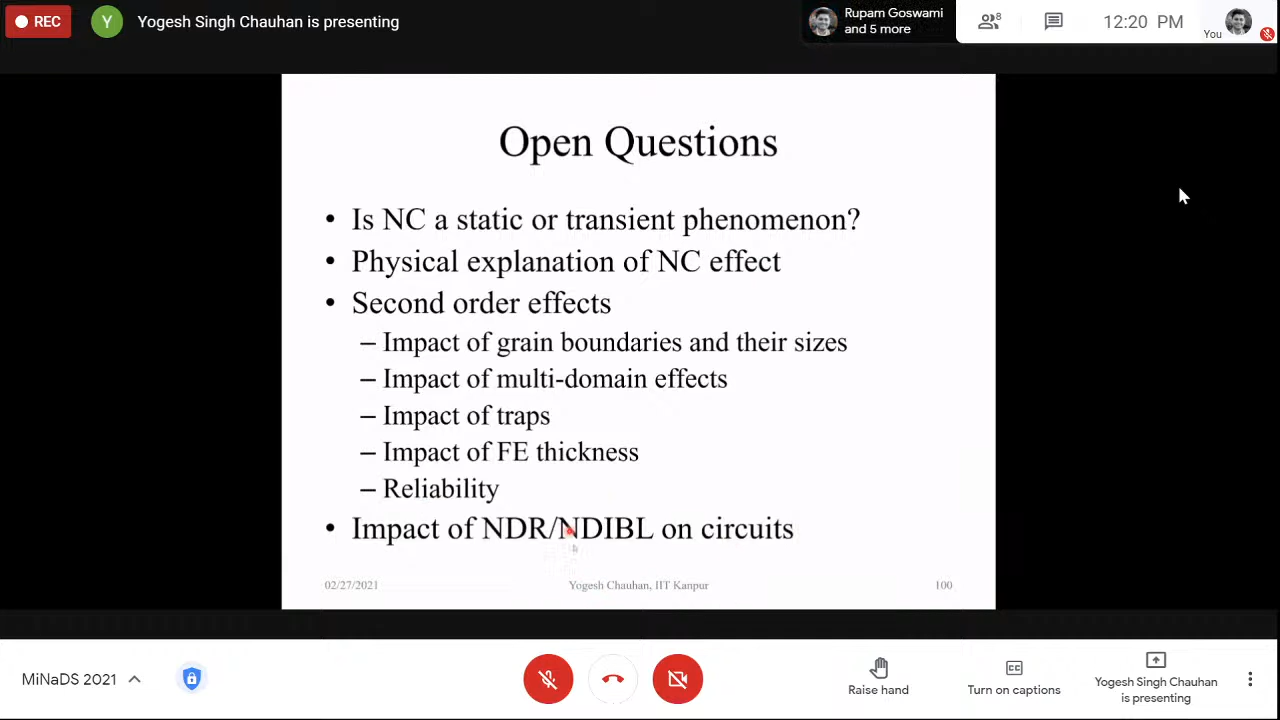 REC
Y
Yogesh Singh Chauhan is presenting
Rupam Goswami
and 5 more
8
12:20 PM
You
Open Questions
• Is NC a static or transient phenomenon?
• Physical explanation of NC effect
• Second order effects
– Impact of grain boundaries and their sizes
– Impact of multi-domain effects
– Impact of traps
– Impact of FE thickness
– Reliability
• Impact of NDR/NDIBL on circuits
02/27/2021
Yogesh Chauhan, IIT Kanpur
100
MiNaDS 2021
Raise hand
CC
Turn on captions
Yogesh Singh Chauhan
is presenting